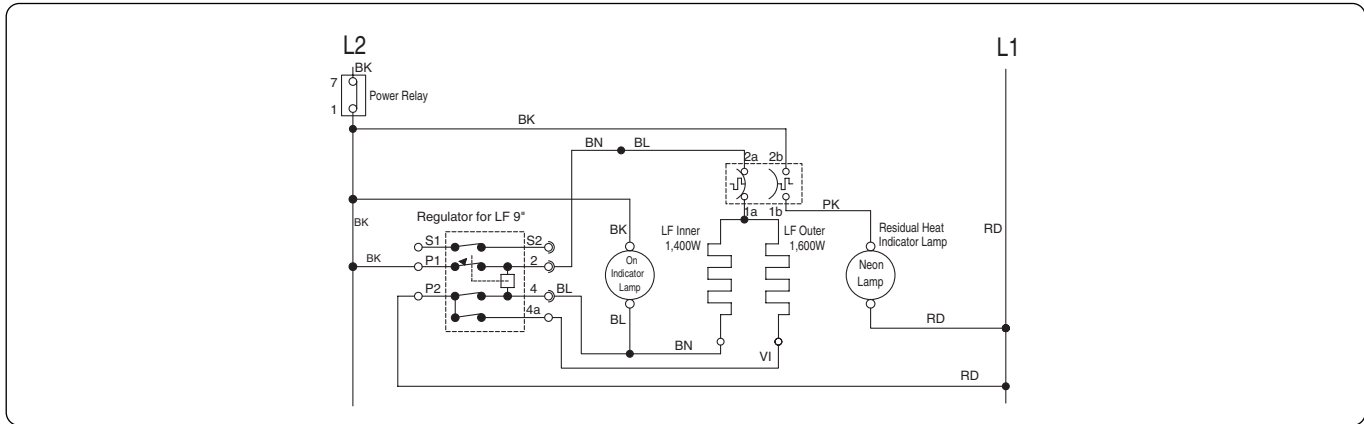 L2
L1
BK
7
Power Relay
1
BK
BN
BL
2a
2b
1a
1b
PK
Regulator for LF 9"
BK
S1
S2
BK
P1
2
P2
4
BL
4a
BK
On
Indicator
Lamp
BL
LF Inner
1,400W
LF Outer
1,600W
Residual Heat
Indicator Lamp
RD
Neon
Lamp
RD
BN
VI
RD